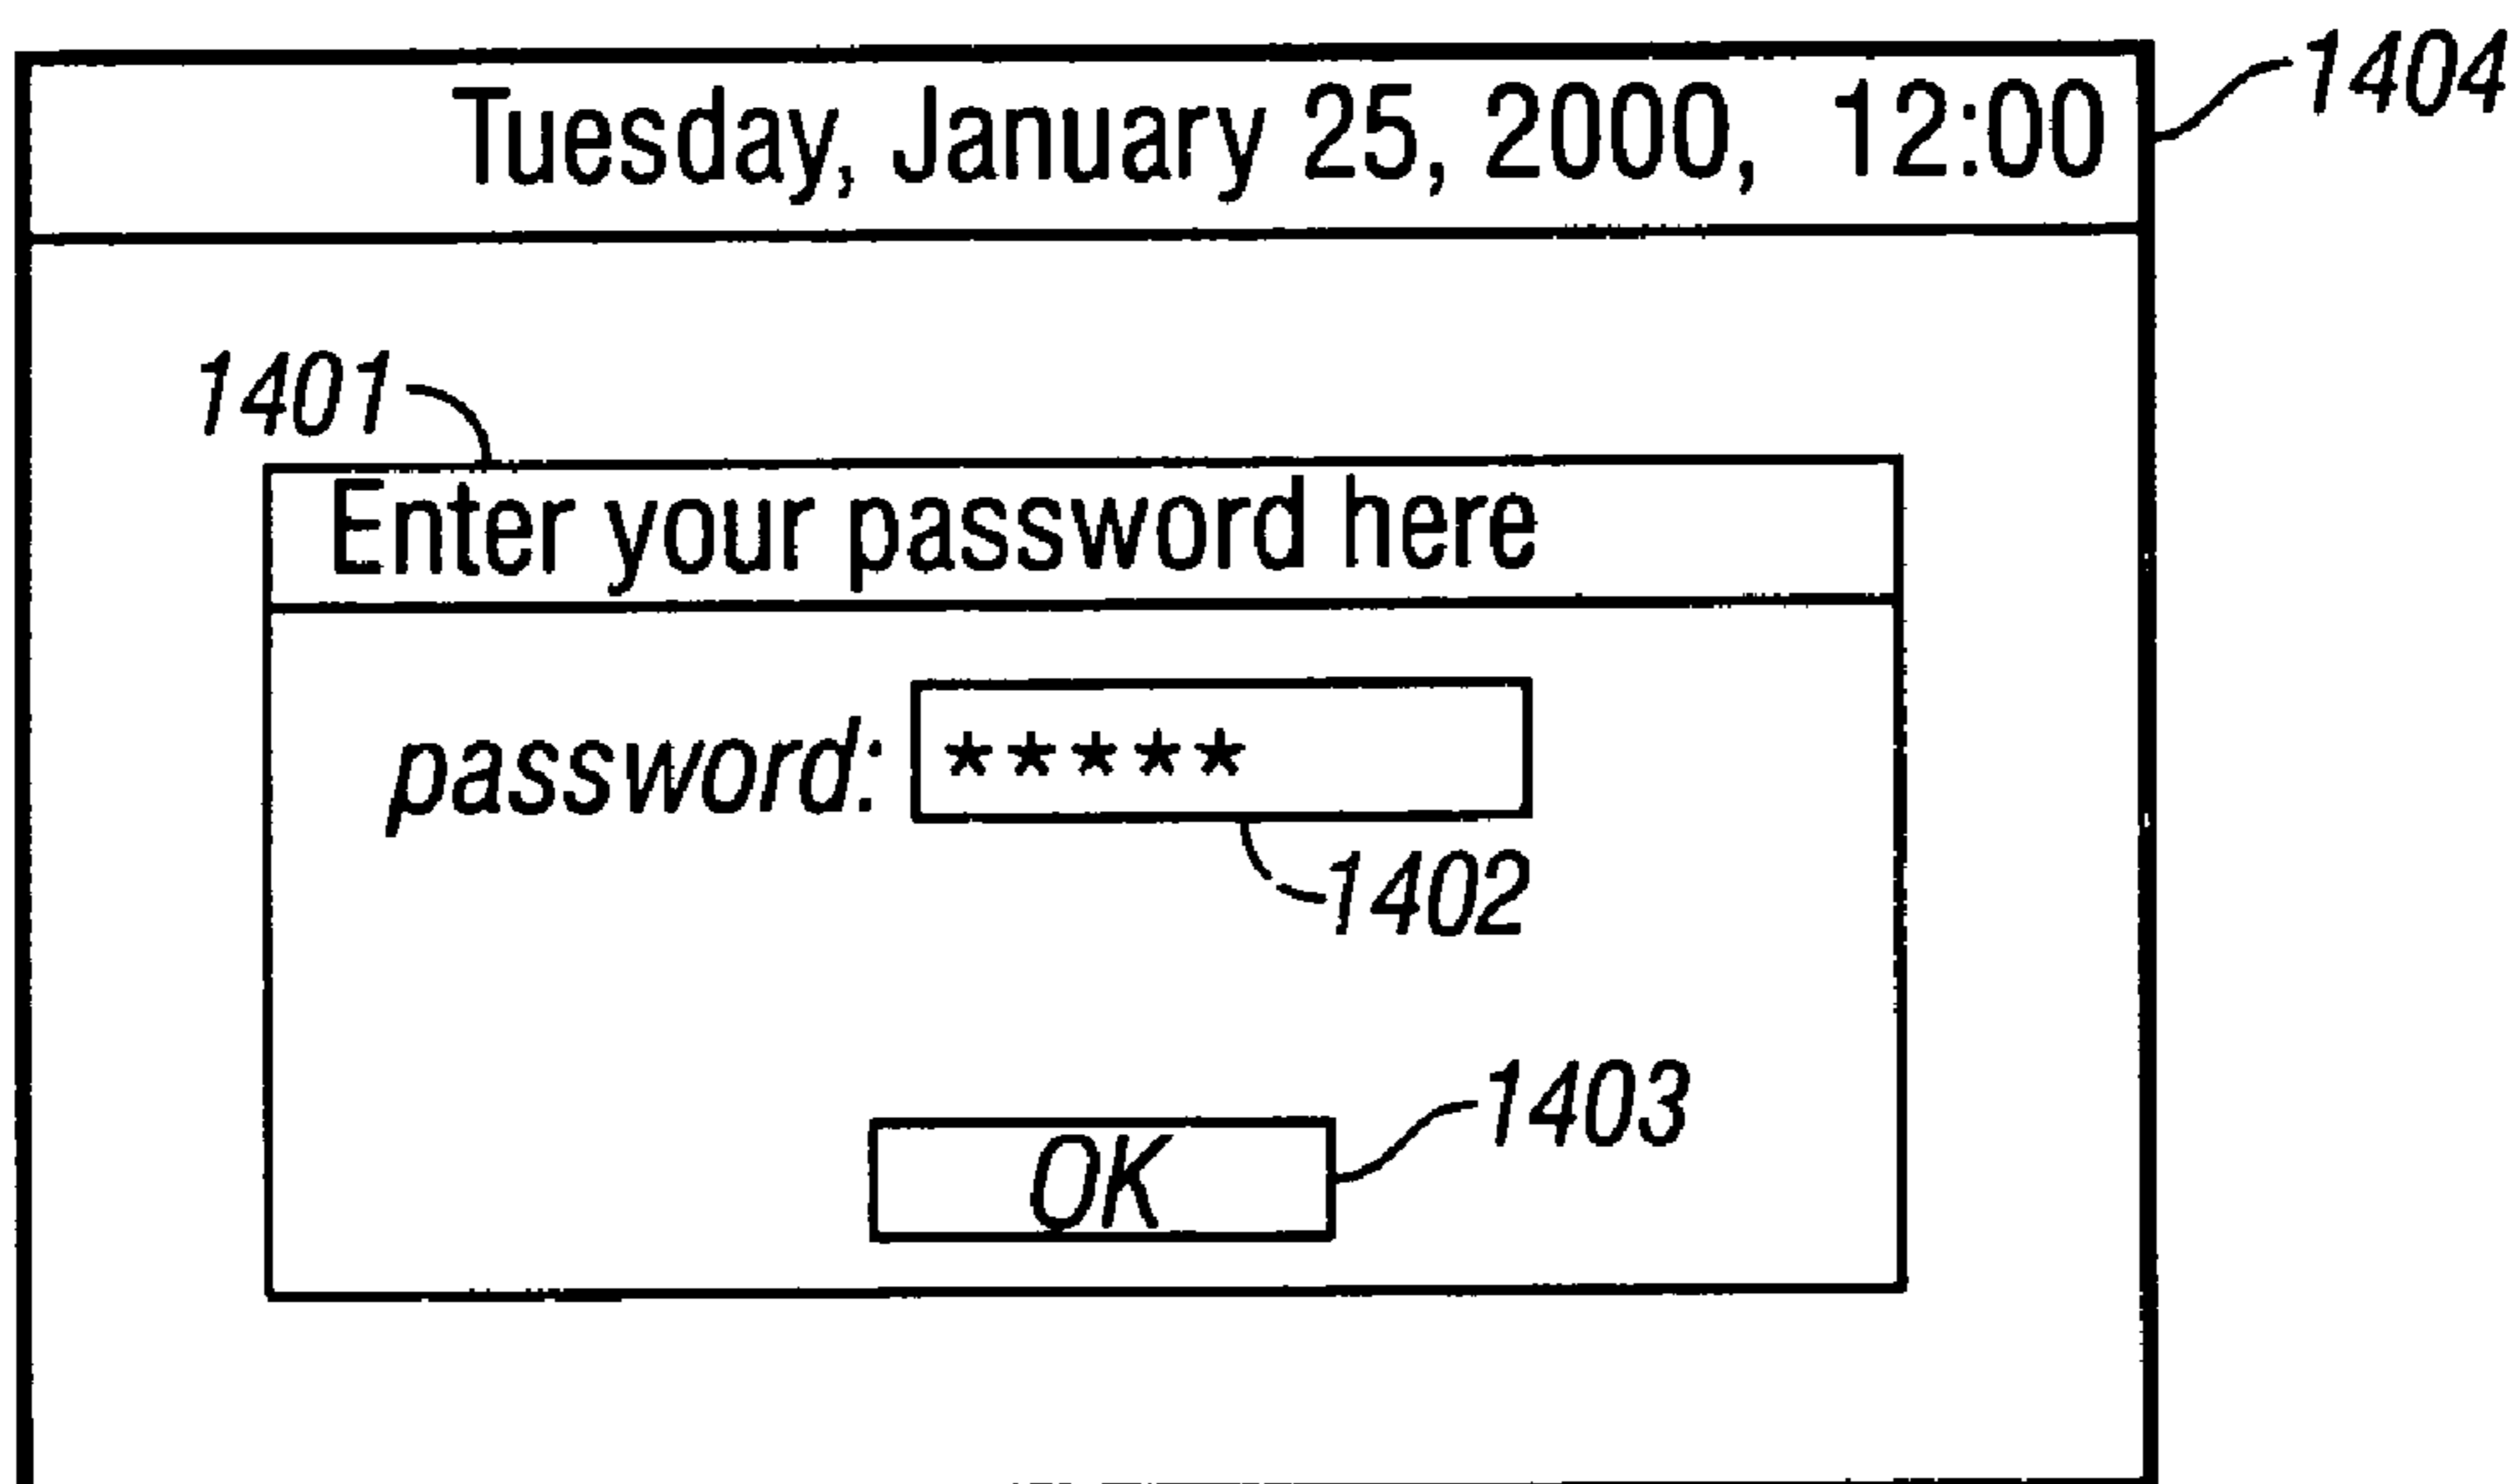 1404
Tuesday, January 25, 2000, 12:00
1401
Enter your password here
password: *****
1402
1403
OK